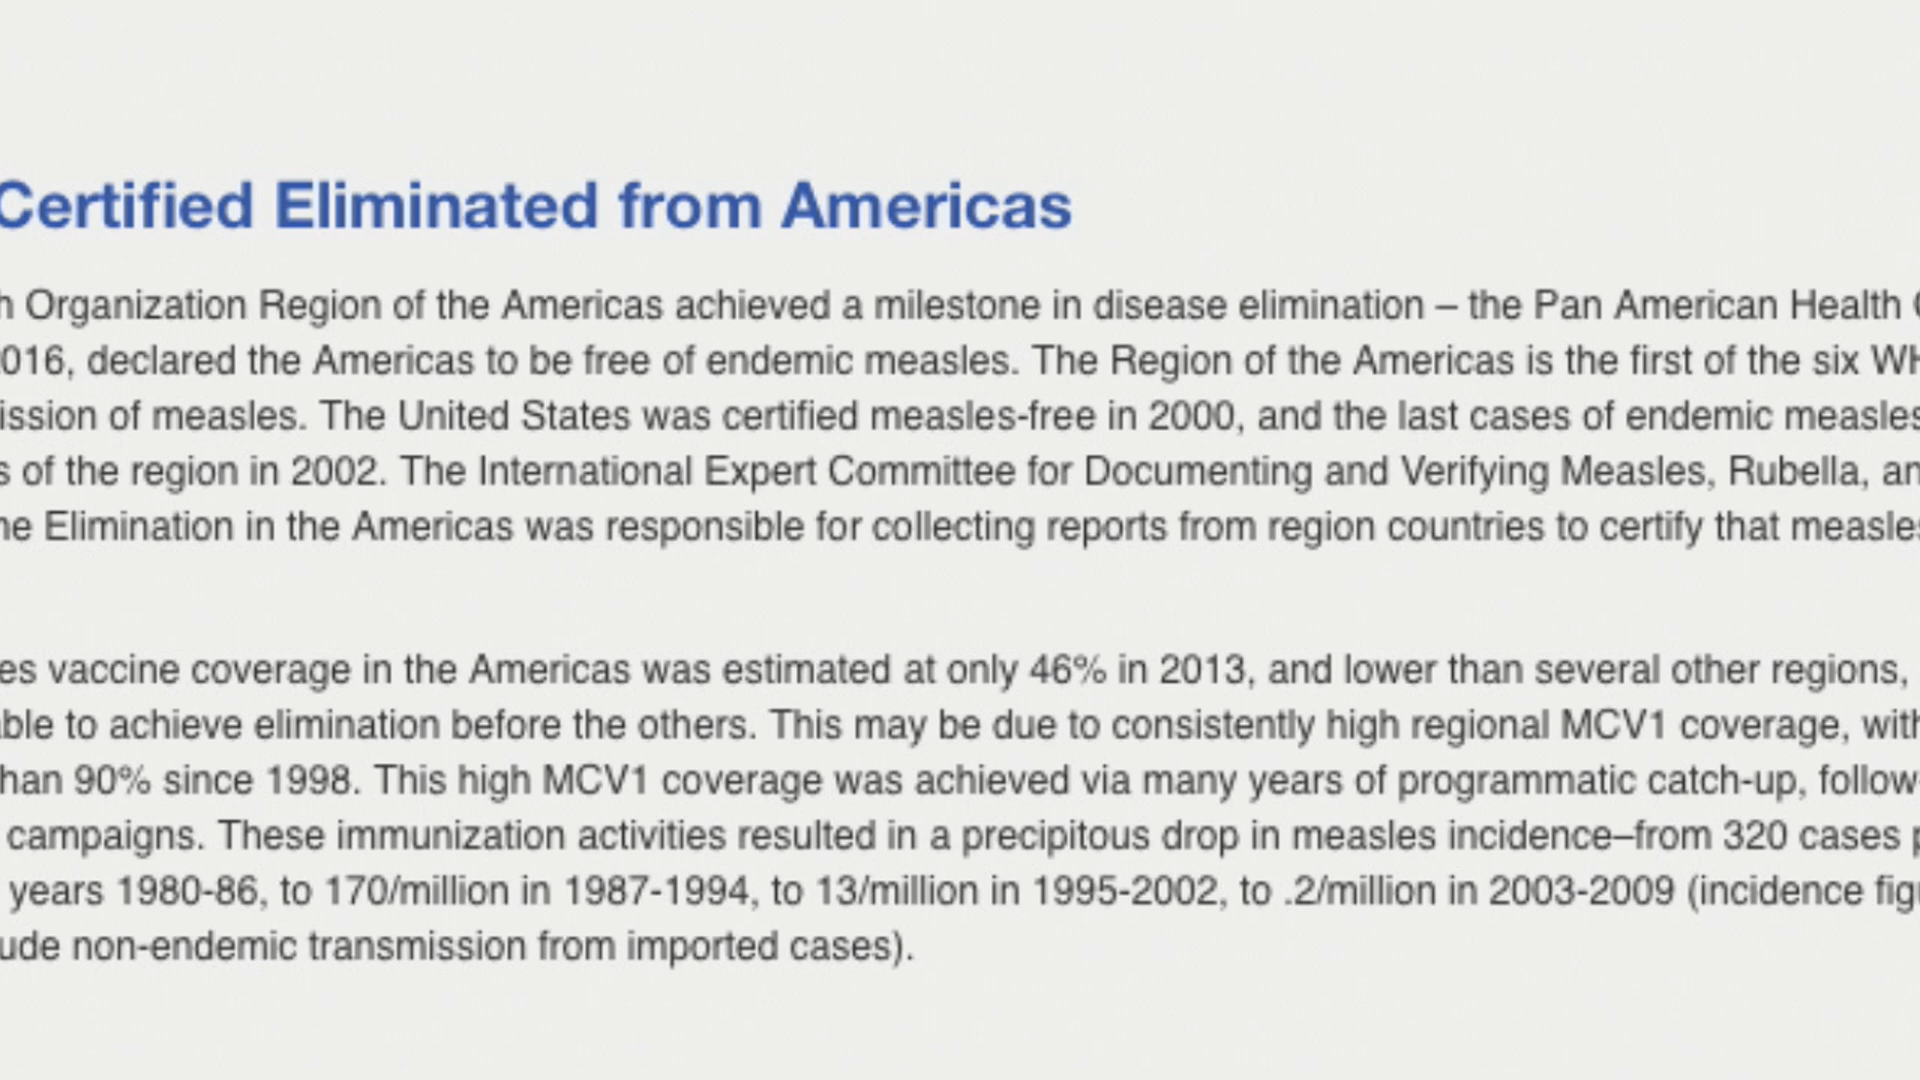 Certified Eliminated from Americas
h Organization Region of the Americas achieved a milestone in disease elimination – the Pan American Health
016, declared the Americas to be free of endemic measles. The Region of the Americas is the first of the six WH
ission of measles. The United States was certified measles-free in 2000, and the last cases of endemic measles
s of the region in 2002. The International Expert Committee for Documenting and Verifying Measles, Rubella, an
ne Elimination in the Americas was responsible for collecting reports from region countries to certify that measles
es vaccine coverage in the Americas was estimated at only 46% in 2013, and lower than several other regions,
able to achieve elimination before the others. This may be due to consistently high regional MCV1 coverage, with
han 90% since 1998. This high MCV1 coverage was achieved via many years of programmatic catch-up, follow-
campaigns. These immunization activities resulted in a precipitous drop in measles incidence–from 320 cases p
years 1980-86, to 170/million in 1987-1994, to 13/million in 1995-2002, to .2/million in 2003-2009 (incidence figu
ude non-endemic transmission from imported cases).